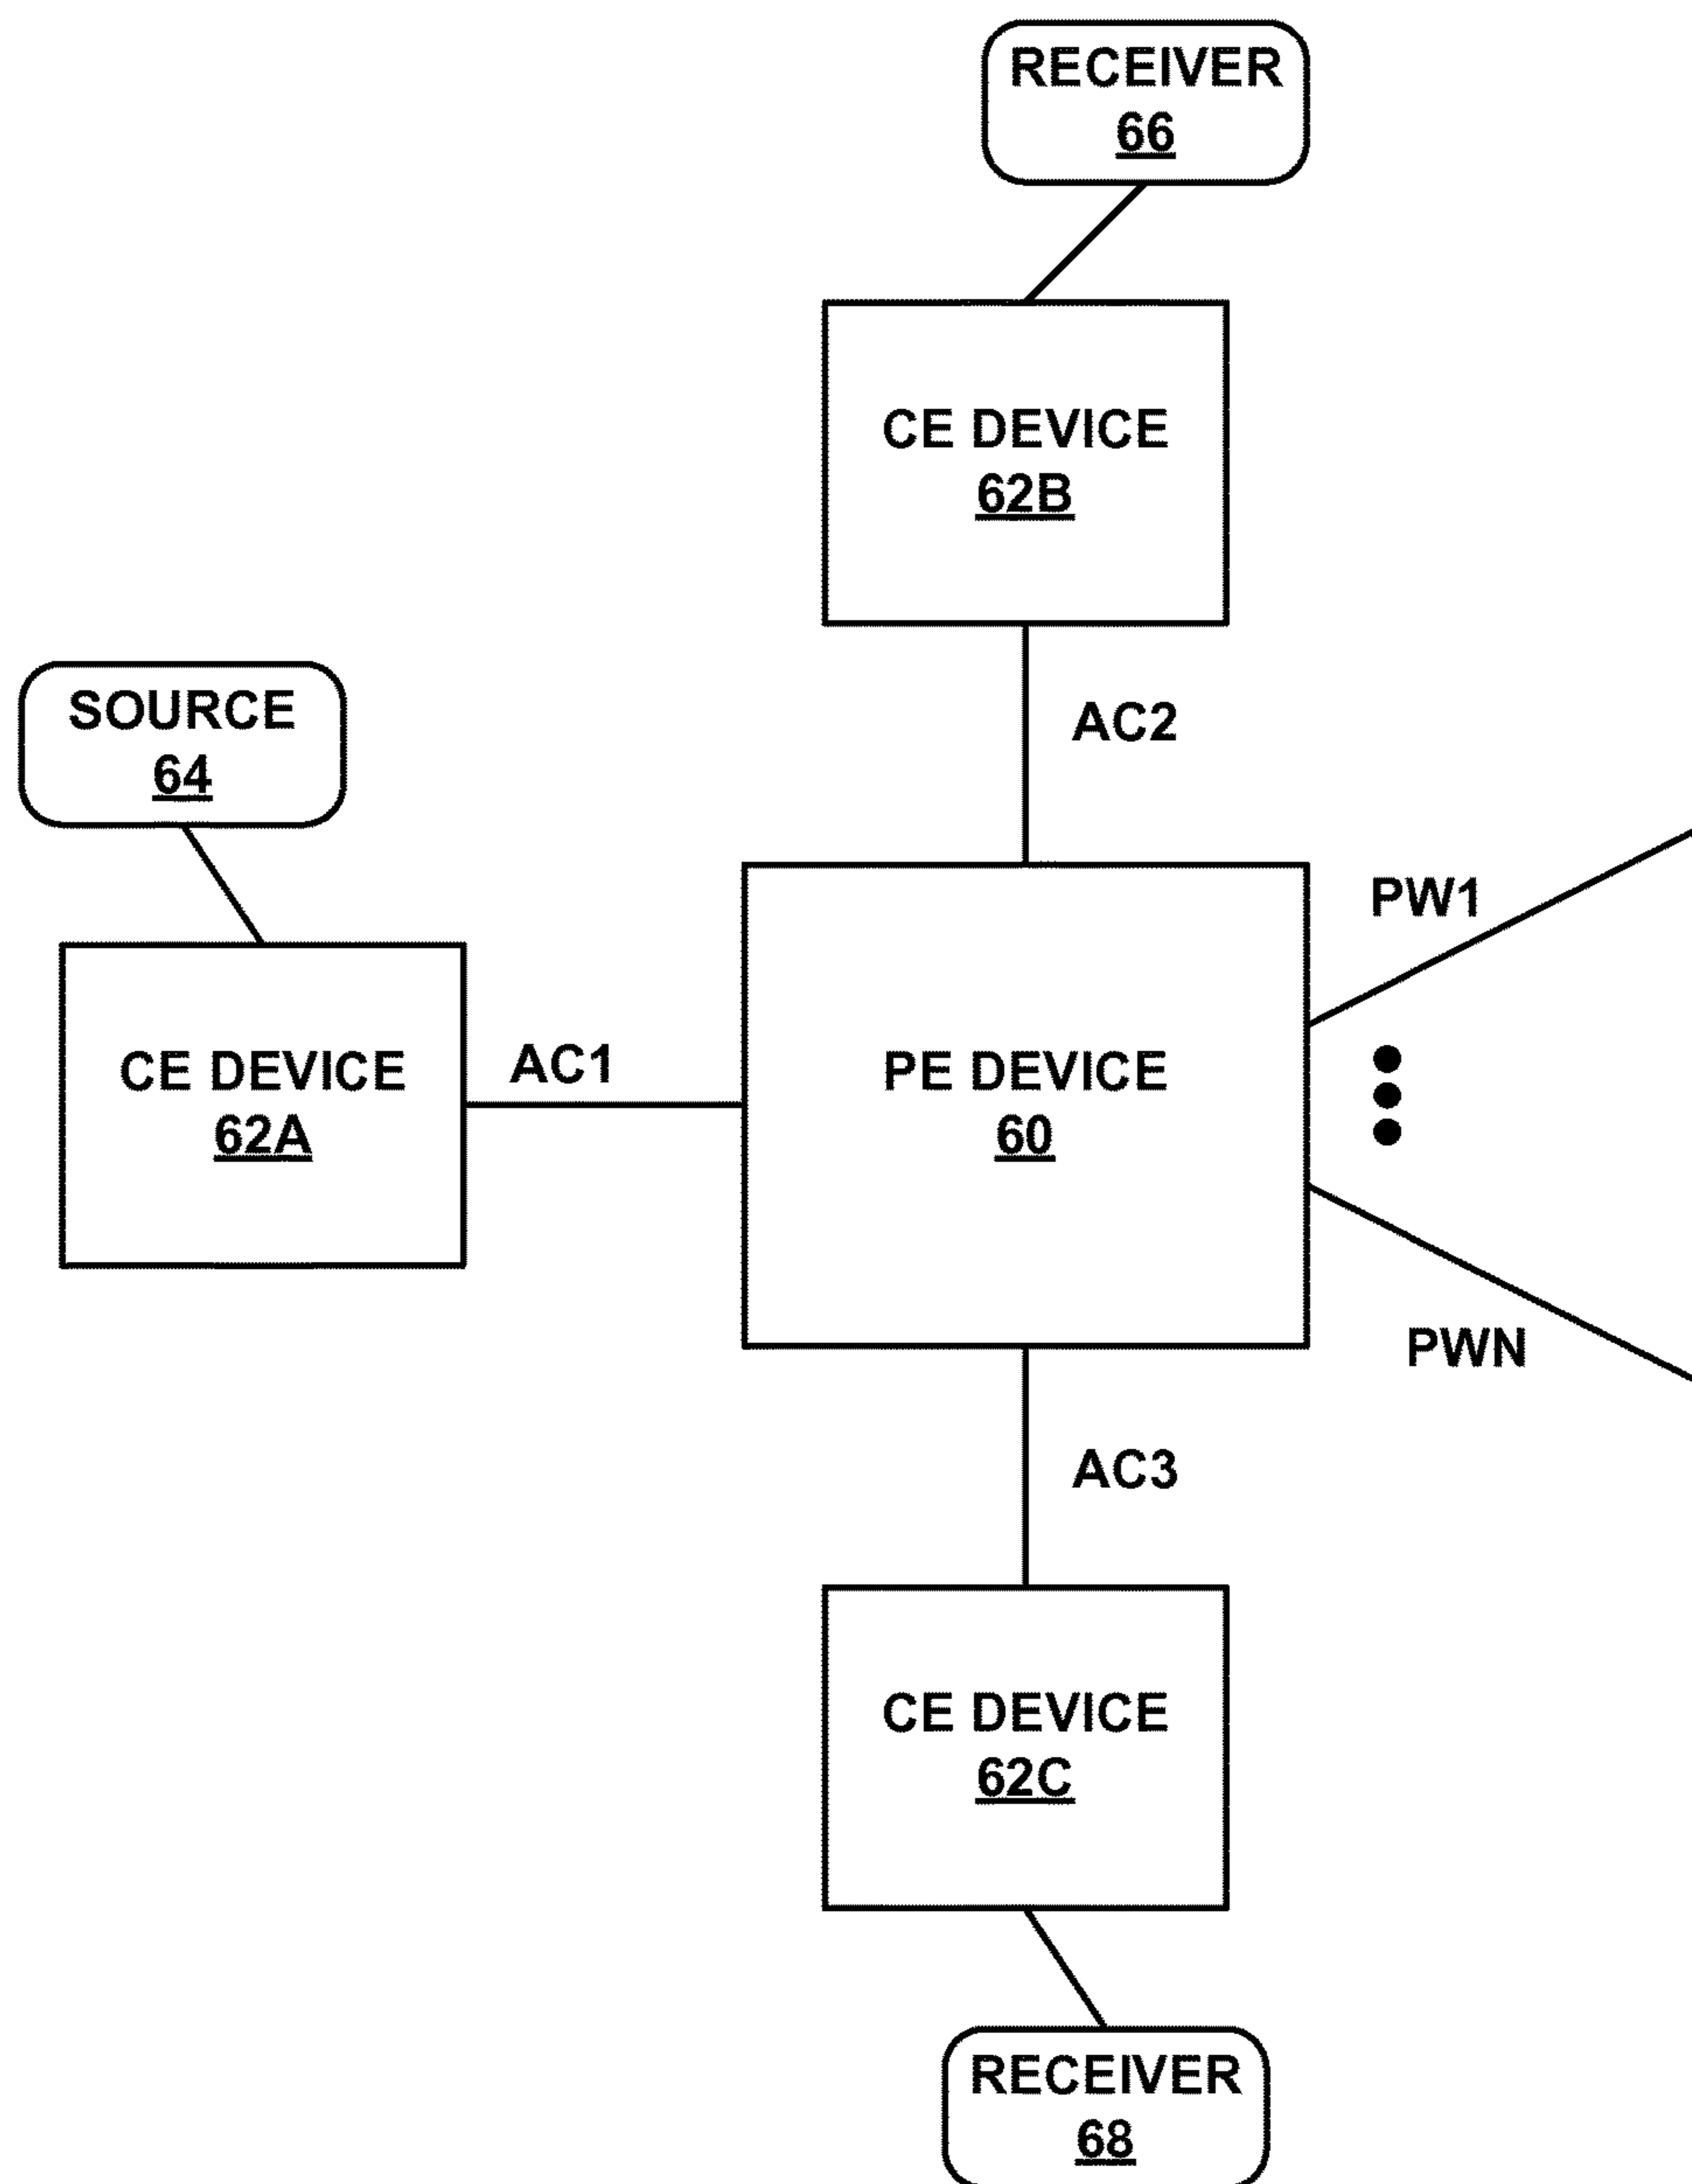 RECEIVER
66
CE DEVICE
62B
SOURCE
64
AC2
PW1
CE DEVICE
62A
AC1
PE DEVICE
60
PWN
AC3
CE DEVICE
62C
RECEIVER
68